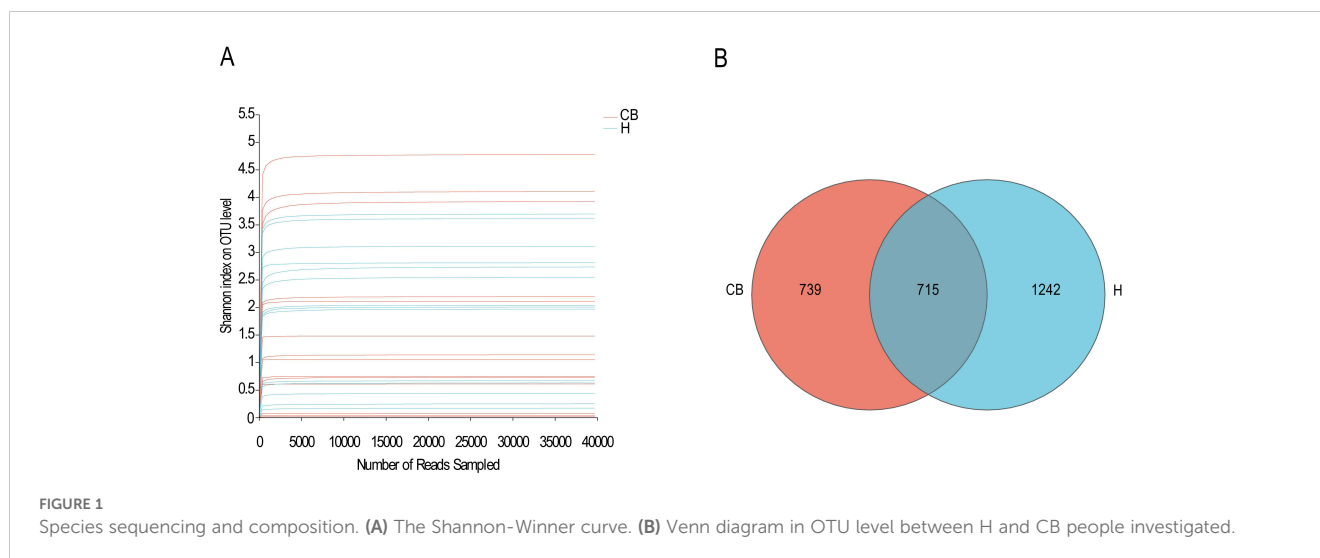 A
B
5.5
5
4.5
4
3.5
3
2.5
2
1.5
1
0.5
0
Shannon index on OTU level
CB
H
0 5000 10000 15000 20000 25000 30000 35000 40000
Number of Reads Sampled
CB 739 715 1242 H
FIGURE 1
Species sequencing and composition. (A) The Shannon-Winner curve. (B) Venn diagram in OTU level between H and CB people investigated.